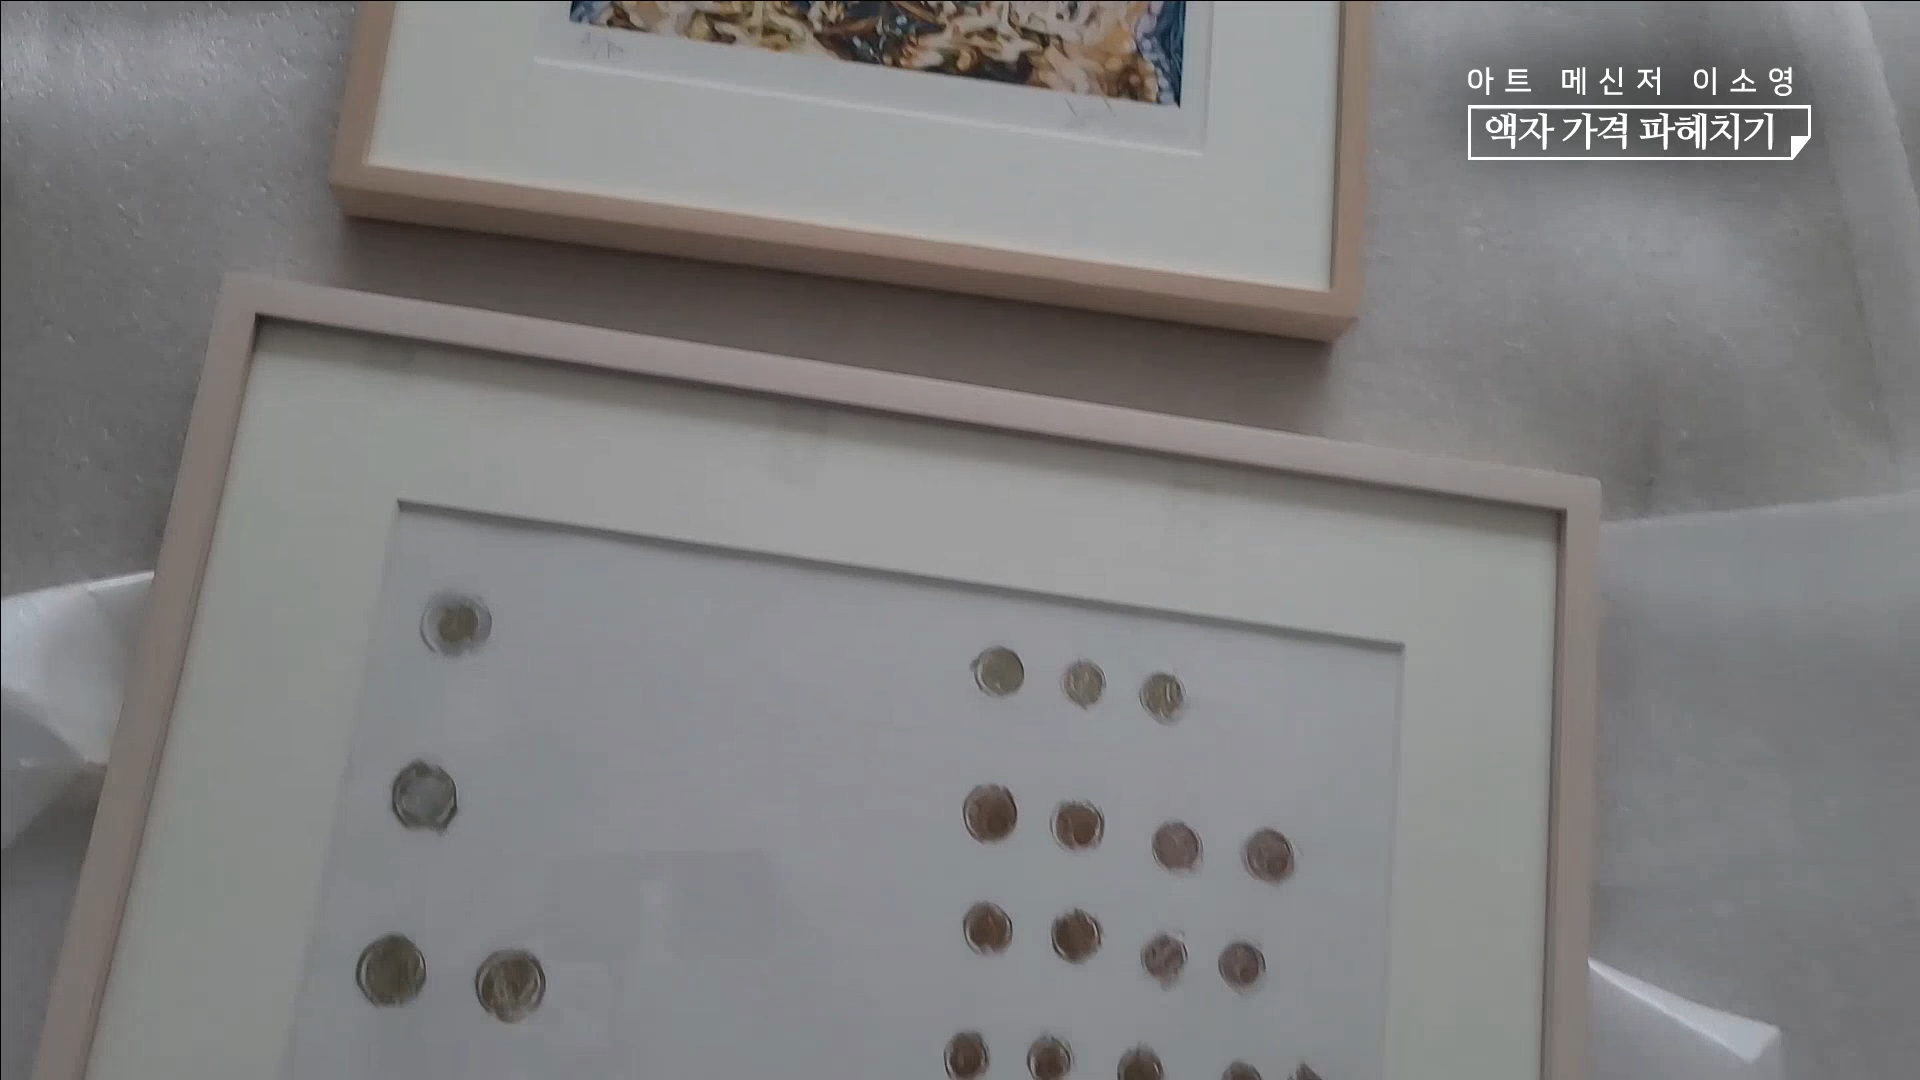 아트 메신저 이소영
액자 가격 파헤치기